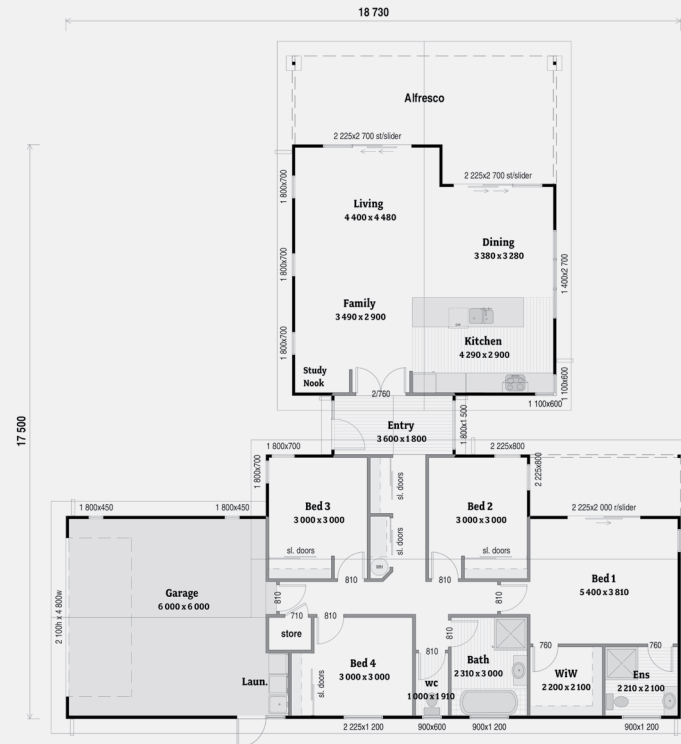 18 730
Alfresco
2 225x2 700 st/slider
2 225x2 700 st/slider
1 800x700
Living
4 400 x 4 480
Dining
3 380 x 3 280
1 800x700
1 400x2 700
Family
3 490 x 2 900
Kitchen
4 290 x 2 900
1 800x700
Study
Nook
2/760
1 100x600
1 100x600
17 500
Entry
3 600 x 1 800
1 800x1 500
1 800x700
2 225x800
1 800x700
sl. doors
2 225x800
Bed 3
3 000 x 3 000
Bed 2
3 000 x 3 000
1 800x450
1 800x450
2 225x2 000 r/slider
sl. doors
sl. doors
sl. doors
810
810
Bed 1
5 400 x 3 810
Garage
6 000 x 6 000
2 100h x 4 800w
810
710
810
810
810
store
810
760
760
Bed 4
3 000 x 3 000
Bath
2 310 x 3 000
WiW
2 200 x 2 100
Ens
2 210 x 2 100
Laun.
sl. doors
wc
1 000 x 1 910
2 225x1 200
900x600
900x1 200
900x1 200